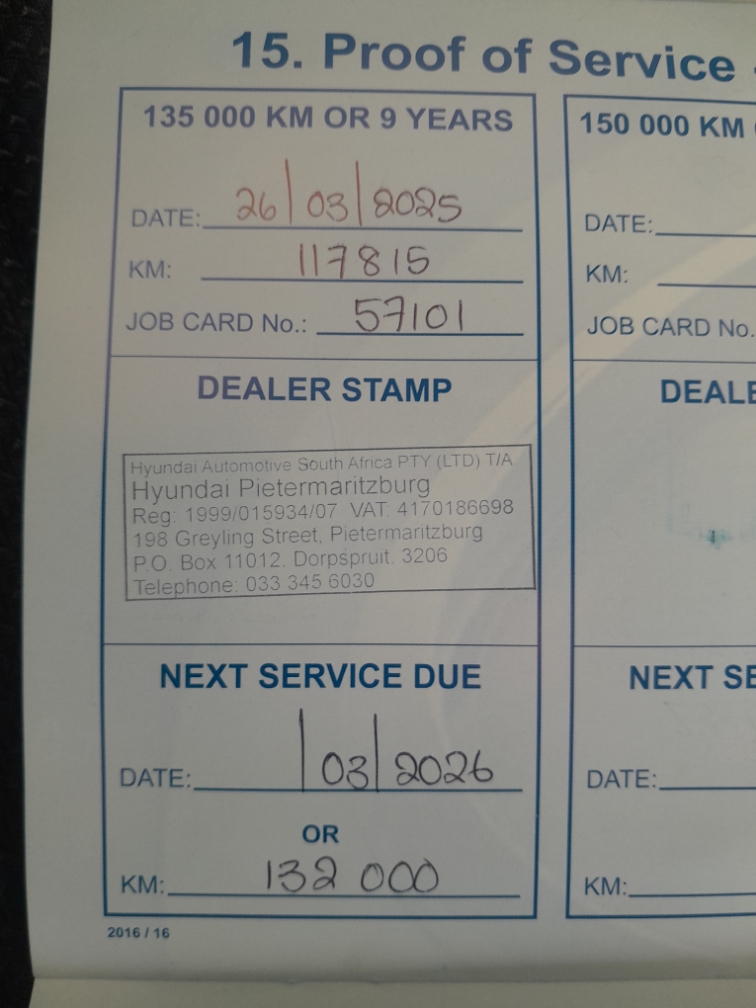 15. Proof of Service
135 000 KM OR 9 YEARS
DATE: 26/03/2025
KM: 117815
JOB CARD No.: 57101
DEALER STAMP
Hyundai Automotive South Africa PTY (LTD) T/A
Hyundai Pietermaritzburg
Reg: 1999/015934/07 VAT: 4170186698
198 Greyling Street, Pietermaritzburg
P.O. Box 11012. Dorpspruit. 3206
Telephone: 033 345 6030
NEXT SERVICE DUE
DATE: /03/2026
OR
KM: 132 000
2016 / 16
150 000 KM
DATE:
KM:
JOB CARD No.
DEALE
NEXT SE
DATE:
KM: